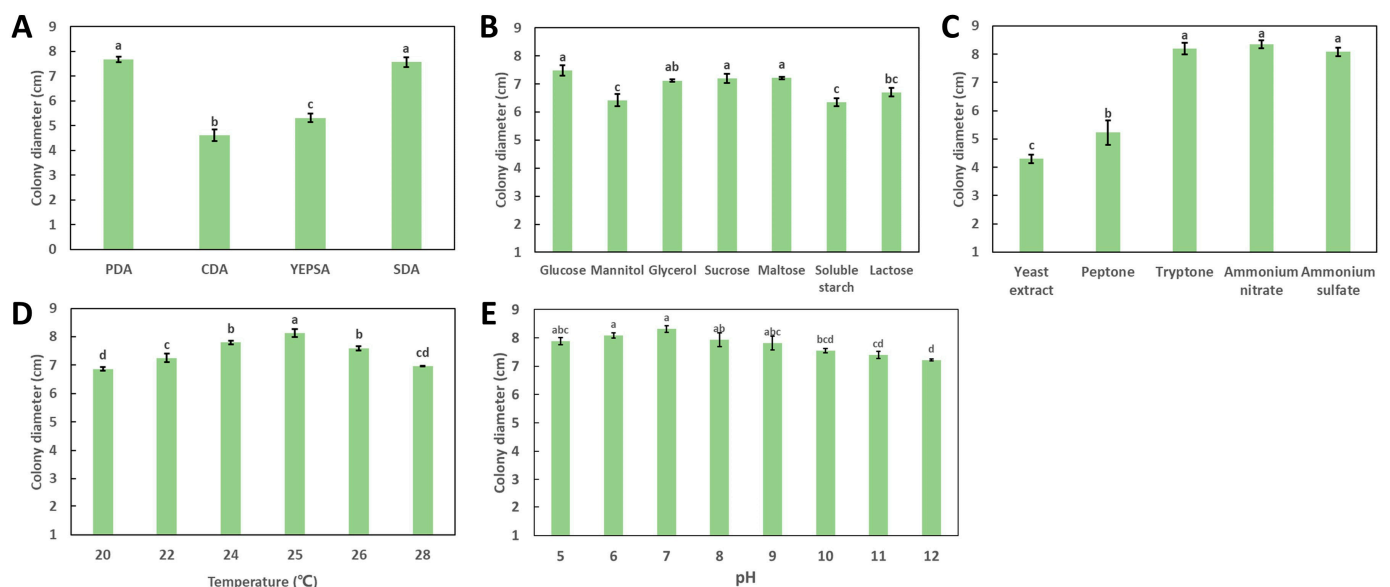 A
Colony diameter (cm)
9
8
7
6
5
4
3
2
1
0
a
b
c
a
PDA CDA YEPSA SDA
B
Colony diameter (cm)
9
8
7
6
5
4
3
2
1
a
c
ab
a
a
c
bc
Glucose Mannitol Glycerol Sucrose Maltose Soluble Lactose
starch
C
Colony diameter (cm)
9
8
7
6
5
4
3
2
1
c
b
a
a
a
Yeast Peptone Tryptone Ammonium Ammonium
extract nitrate sulfate
D
Colony diameter (cm)
9
8
7
6
5
4
3
2
1
d
c
b
a
b
cd
20 22 24 25 26 28
Temperature (℃)
E
Colony diameter (cm)
9
8
7
6
5
4
3
2
1
abc
a
a
ab
abc
bcd
cd
d
5 6 7 8 9 10 11 12
pH